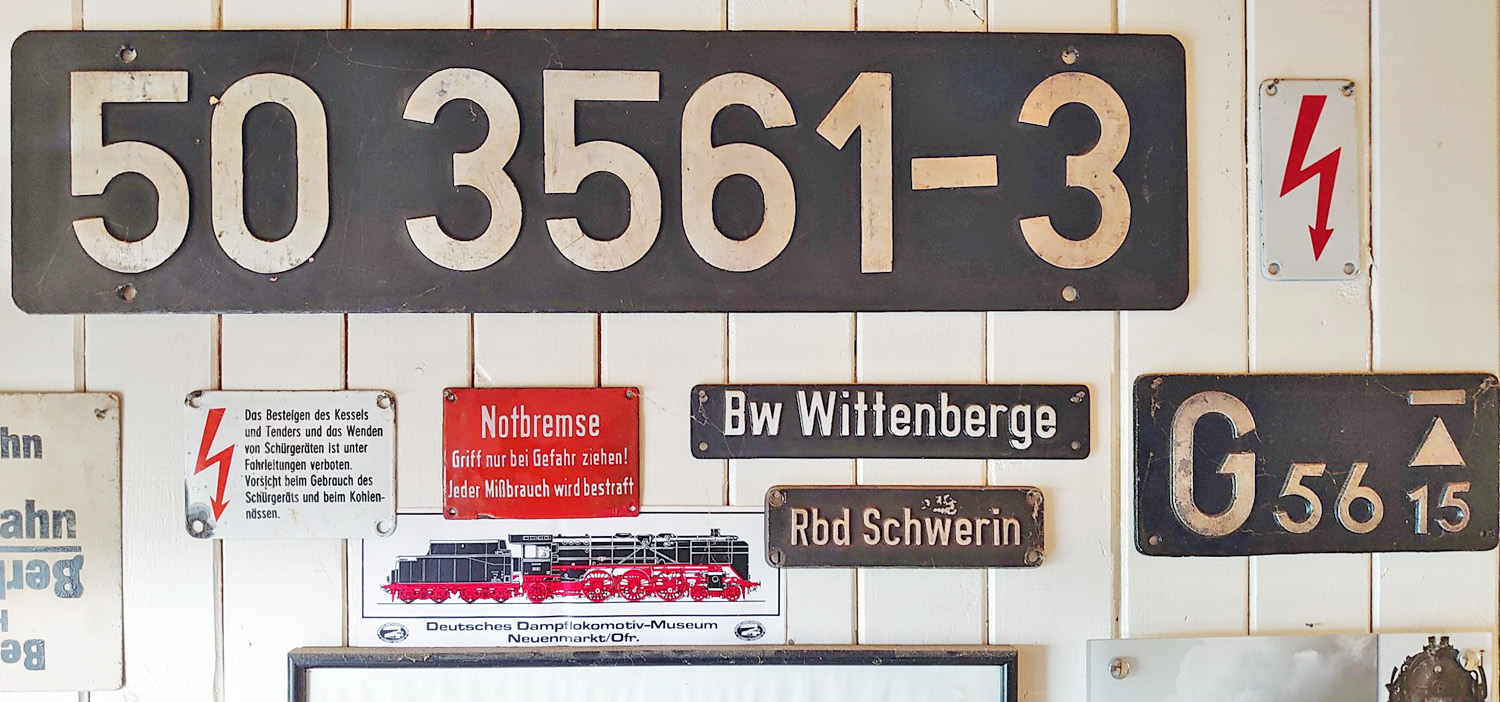 50 3561-3
Das Besteigen des Kessels
und Tenders und das Wenden
von Schürgeräten ist unter
Fahrleitungen verboten.
Vorsicht beim Gebrauch des
Schürgeräts und beim Kohlen-
nässen.
Notbremse
Griff nur bei Gefahr ziehen!
Jeder Mißbrauch wird bestraft
Bw Wittenberge
Rbd Schwerin
G 56 15
hn
ahn
Deutsches Dampflokomotiv-Museum
Neuenmarkt/Ofr.